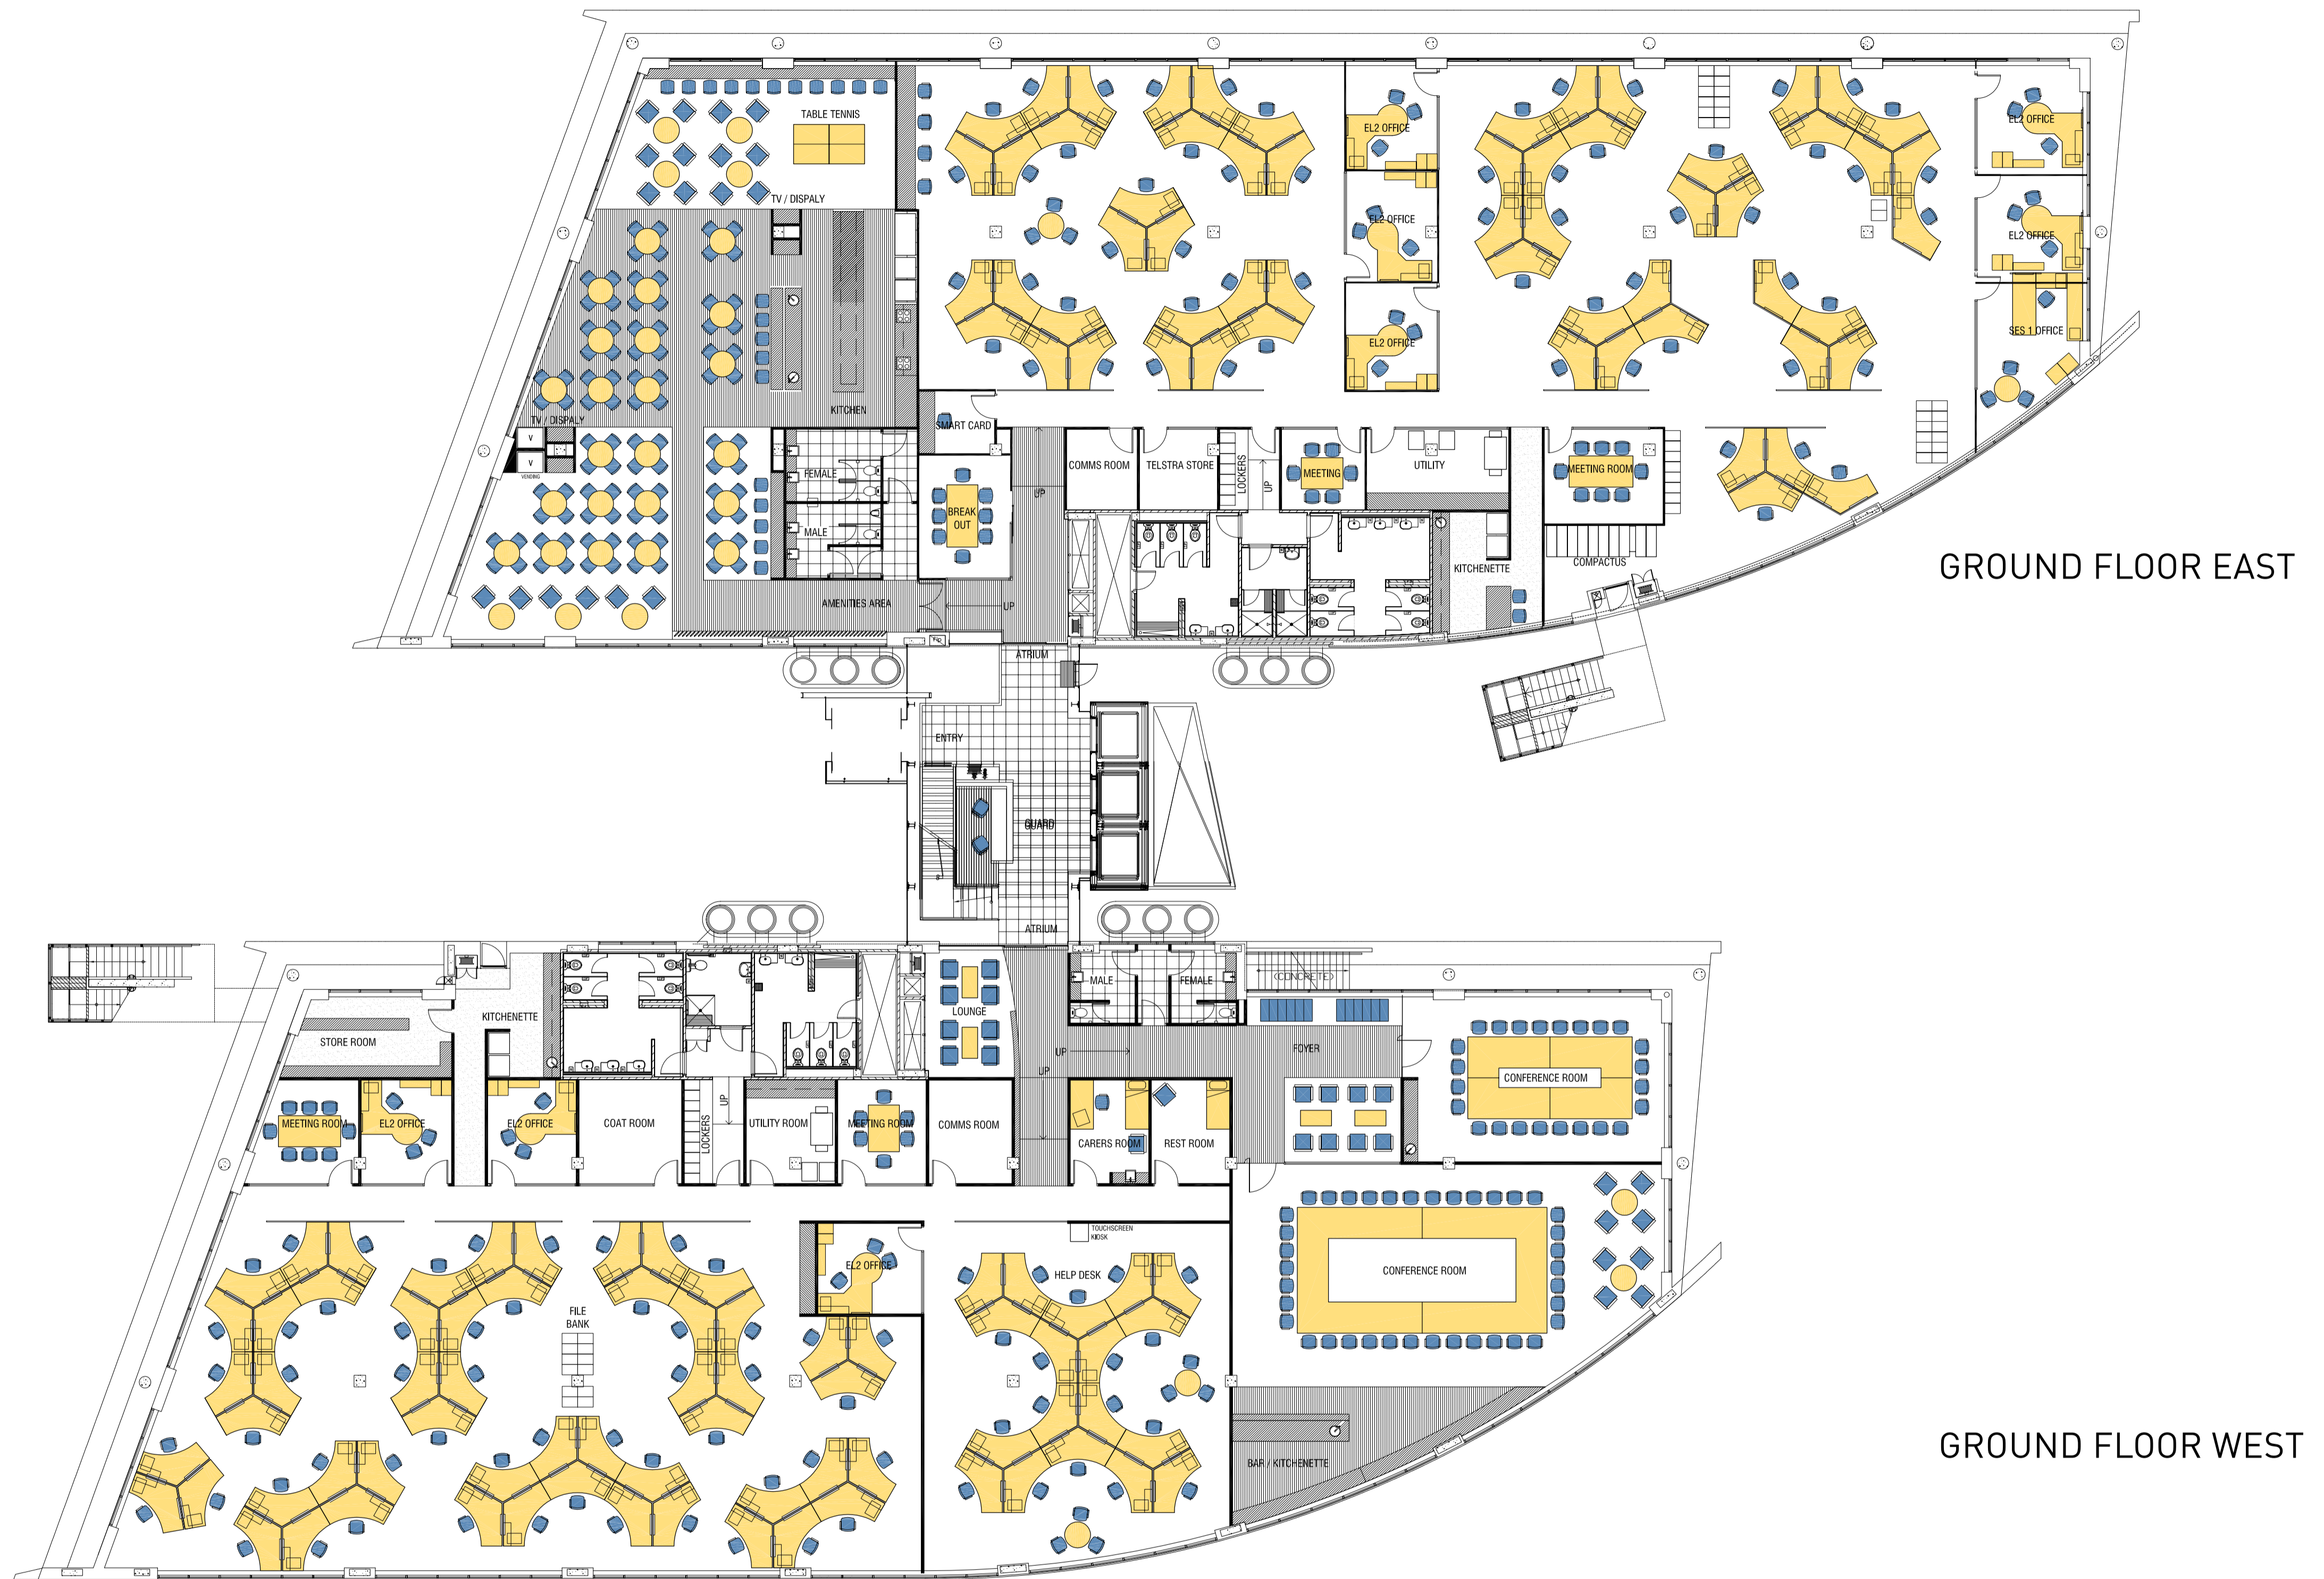 TABLE TENNIS
EL2 OFFICE
EL2 OFFICE
TV / DISPALY
EL2 OFFICE
EL2 OFFICE
SES 1 OFFICE
EL2 OFFICE
KITCHEN
TV / DISPALY
SMART CARD
V
V
VENDING
FEMALE
COMMS ROOM
TELSTRA STORE
LOCKERS
UP
MEETING
UTILITY
MEETING ROOM
UP
BREAK
OUT
MALE
KITCHENETTE
COMPACTUS
GROUND FLOOR EAST
AMENITIES AREA
UP
ATRIUM
ENTRY
GUARD
ATRIUM
MALE
FEMALE
(CONCRETE)
LOUNGE
KITCHENETTE
STORE ROOM
UP
UP
FOYER
CONFERENCE ROOM
MEETING ROOM
EL2 OFFICE
EL2 OFFICE
COAT ROOM
LOCKERS
UP
UTILITY ROOM
MEETING ROOM
COMMS ROOM
CARERS ROOM
REST ROOM
TOUCHSCREEN
KIOSK
EL2 OFFICE
HELP DESK
CONFERENCE ROOM
FILE
BANK
GROUND FLOOR WEST
BAR / KITCHENETTE